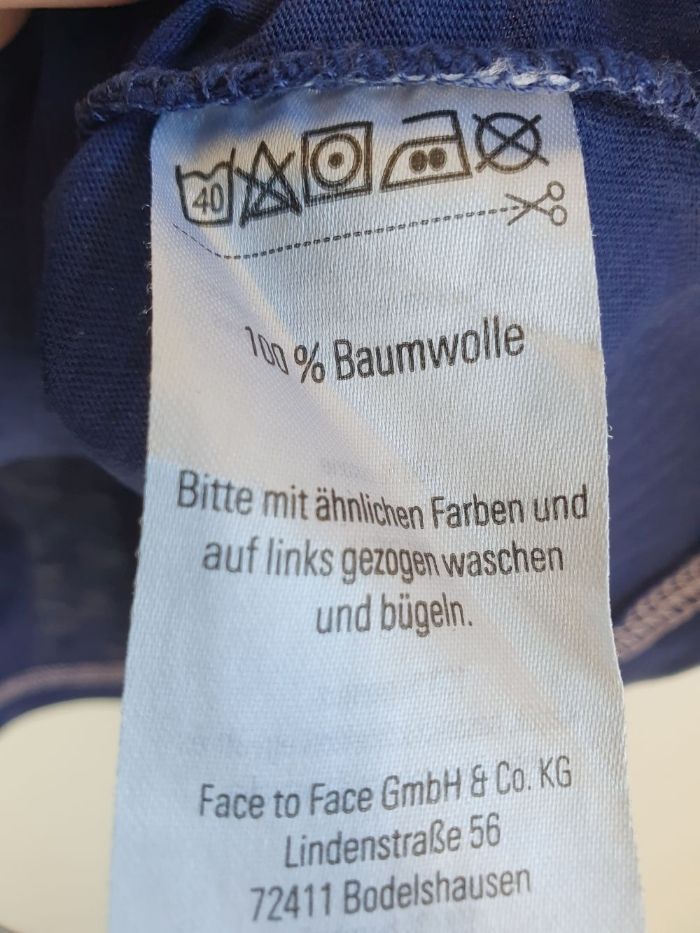 40
100 % Baumwolle
Bitte mit ähnlichen Farben und
auf links gezogen waschen
und bügeln.
Face to Face GmbH & Co. KG
Lindenstraße 56
72411 Bodelshausen